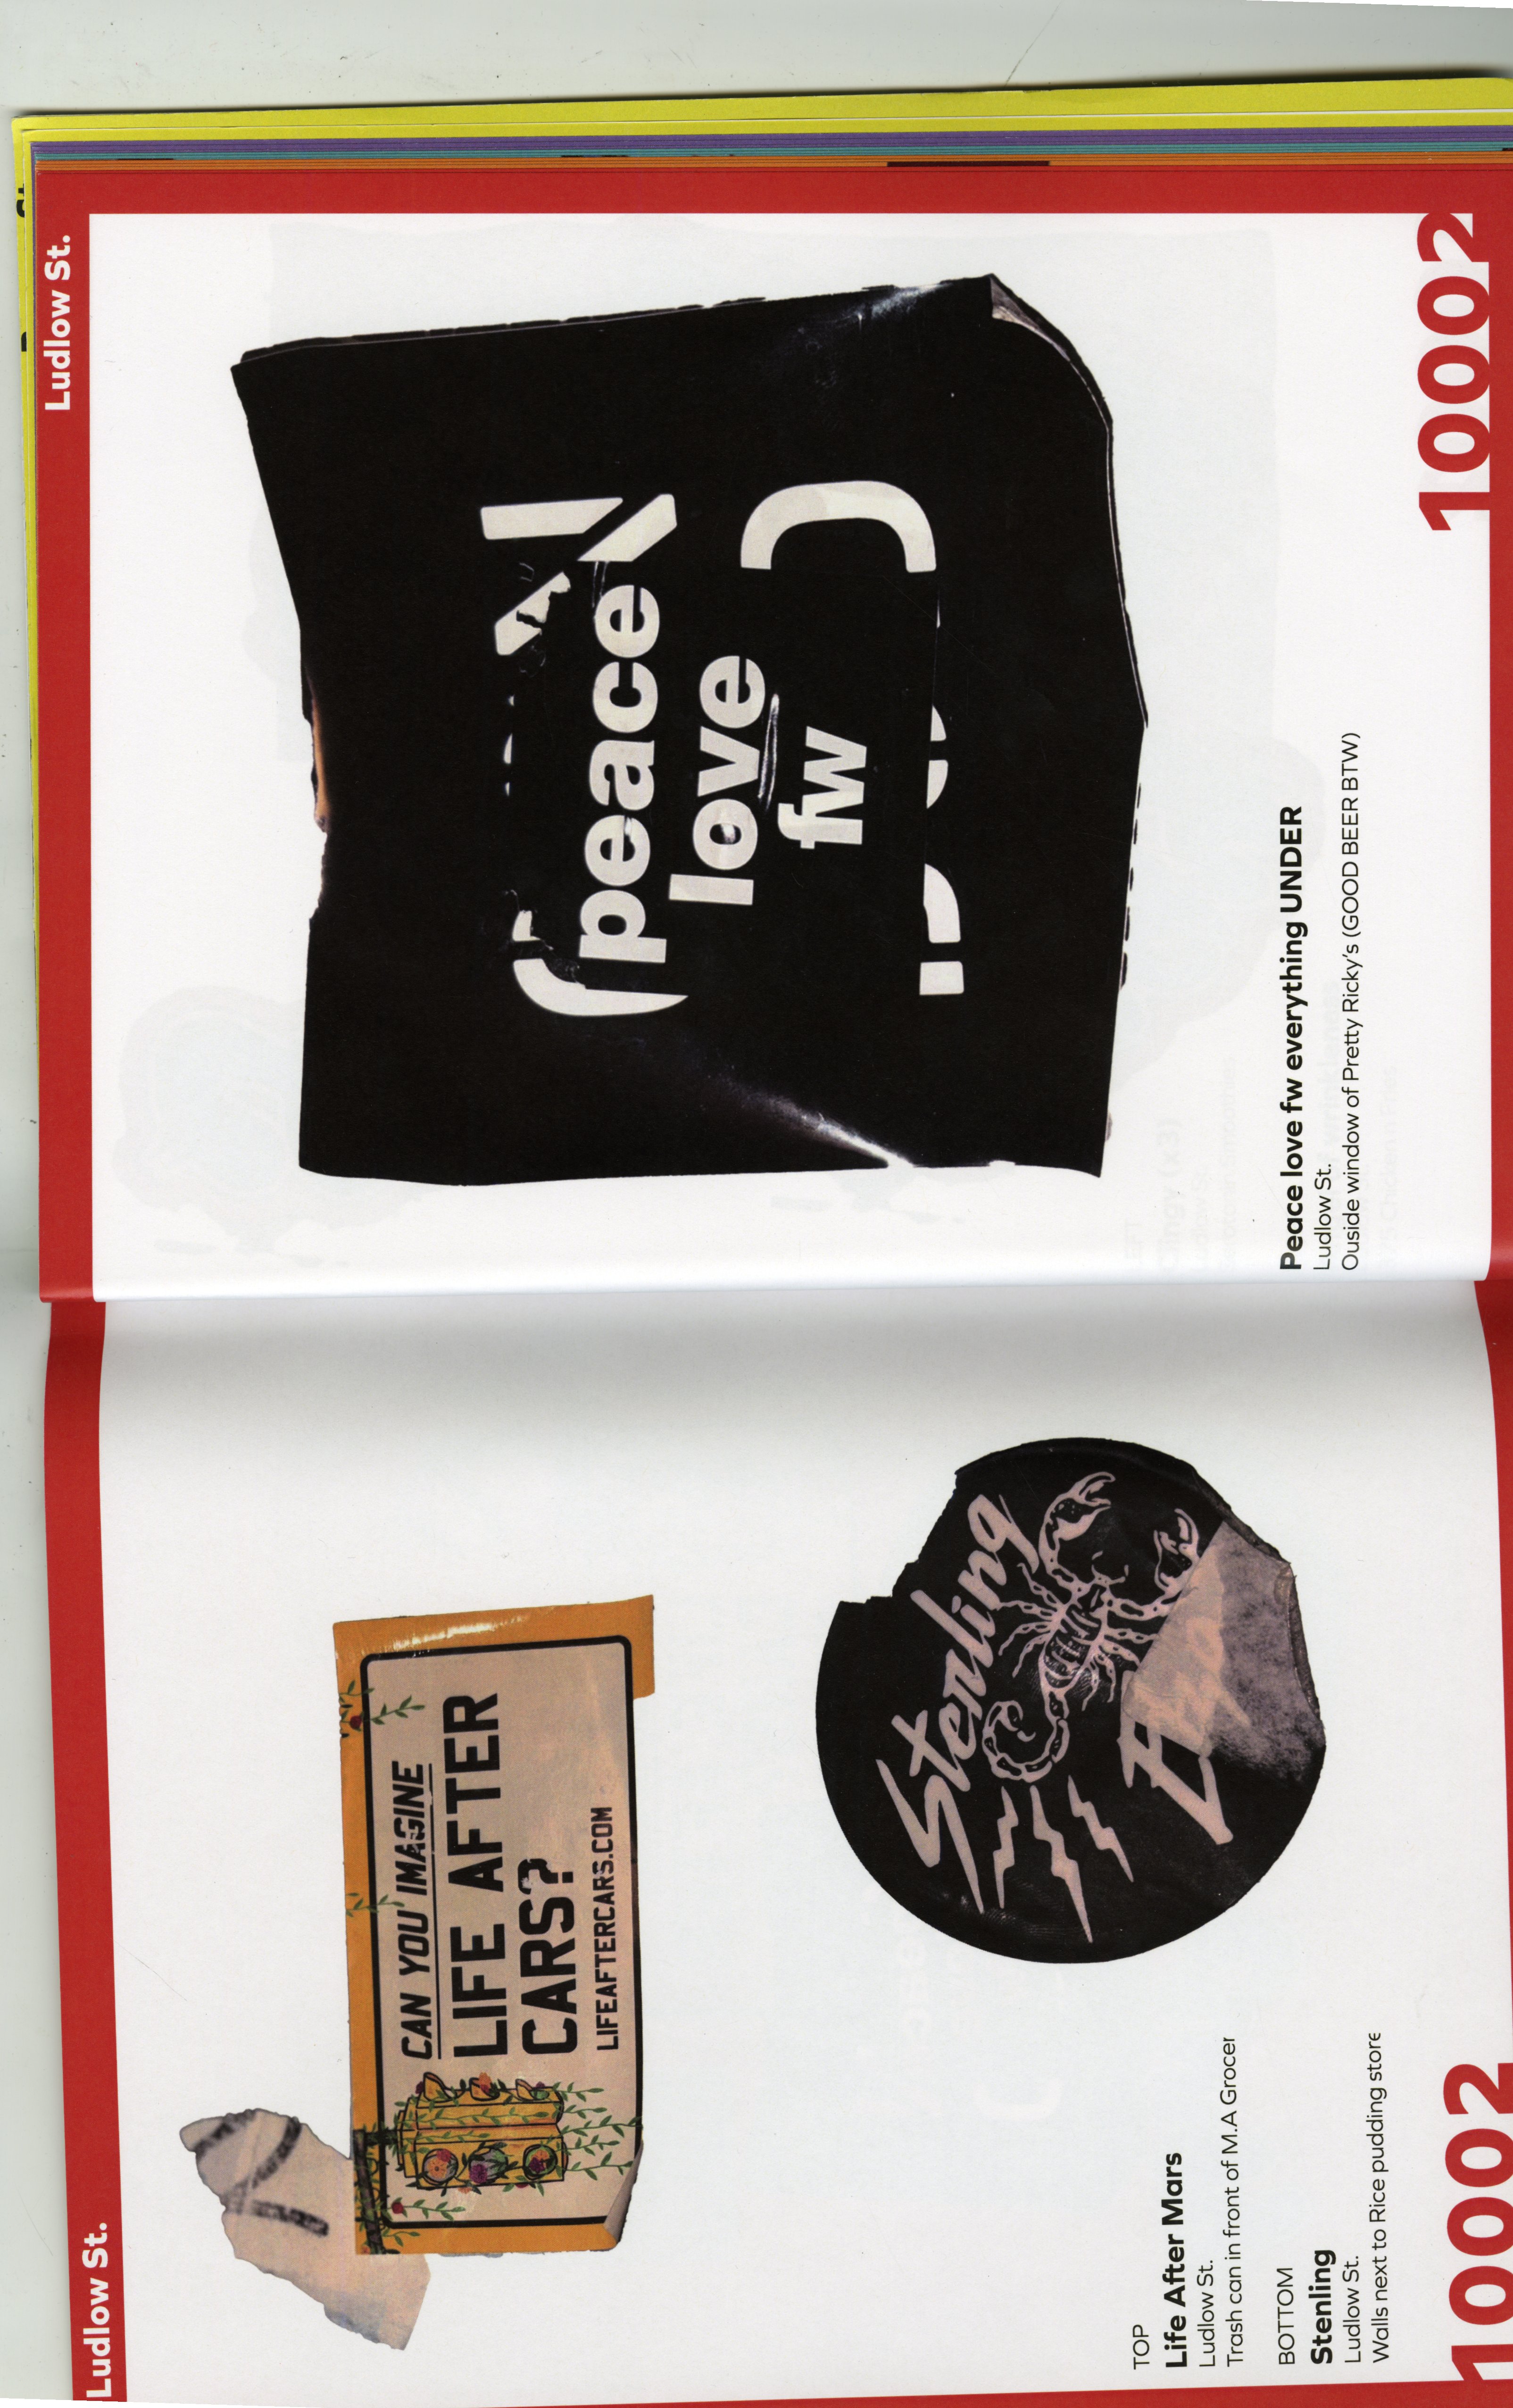 Ludlow St.
CAN YOU IMAGINE
LIFE AFTER
CARS?
LIFEAFTERCARS.COM
Sterling
TOP
Life After Mars
Ludlow St.
Trash can in front of M.A Grocer
BOTTOM
Stenling
Ludlow St.
Walls next to Rice pudding store
10002
Ludlow St.
peace
love
fw
Peace love fw everything UNDER
Ludlow St.
Ouside window of Pretty Ricky's (GOOD BEER BTW)
10002